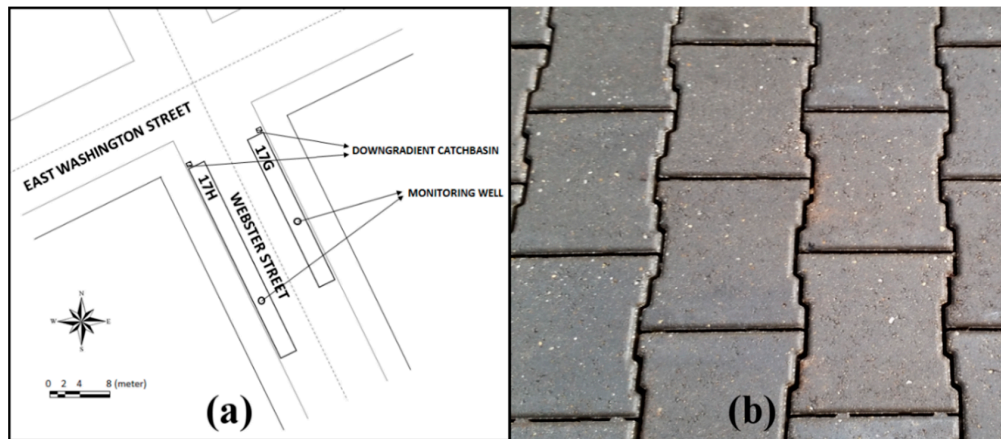 EAST WASHINGTON STREET
17G
DOWNGRADIENT CATCHBASIN
17H
WEBSTER STREET
MONITORING WELL
N
W E
S
0 2 4 8 (meter)
(a)
(b)